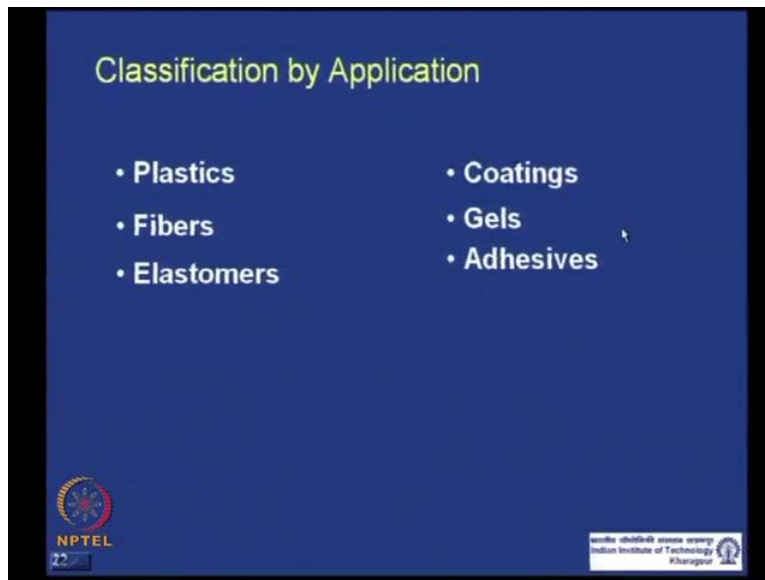 Classification by Application
• Plastics
• Fibers
• Elastomers
• Coatings
• Gels
• Adhesives
NPTEL
22
Indian Institute of Technology
Kharagpur